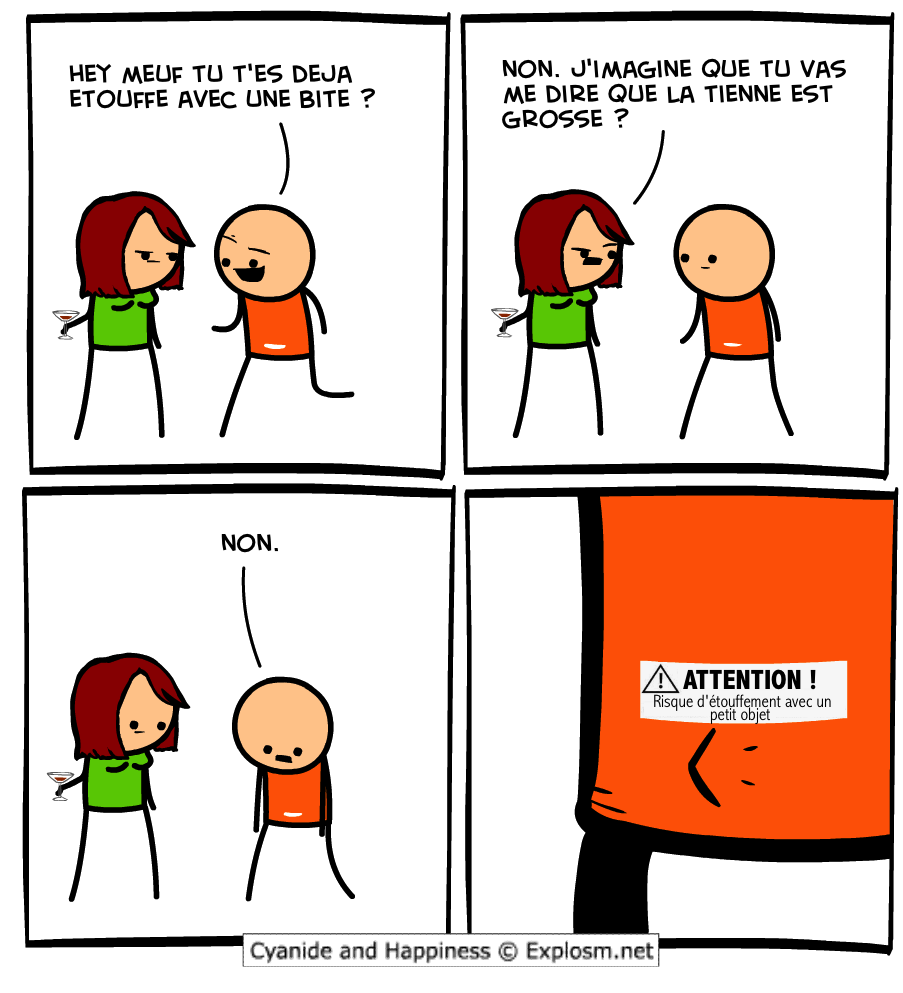 HEY MEUF TU T'ES DEJA
ETOUFFE AVEC UNE BITE ?
NON. J'IMAGINE QUE TU VAS
ME DIRE QUE LA TIENNE EST
GROSSE ?
NON.
ATTENTION !
Risque d'étouffement avec un
petit objet
Cyanide and Happiness © Explosm.net